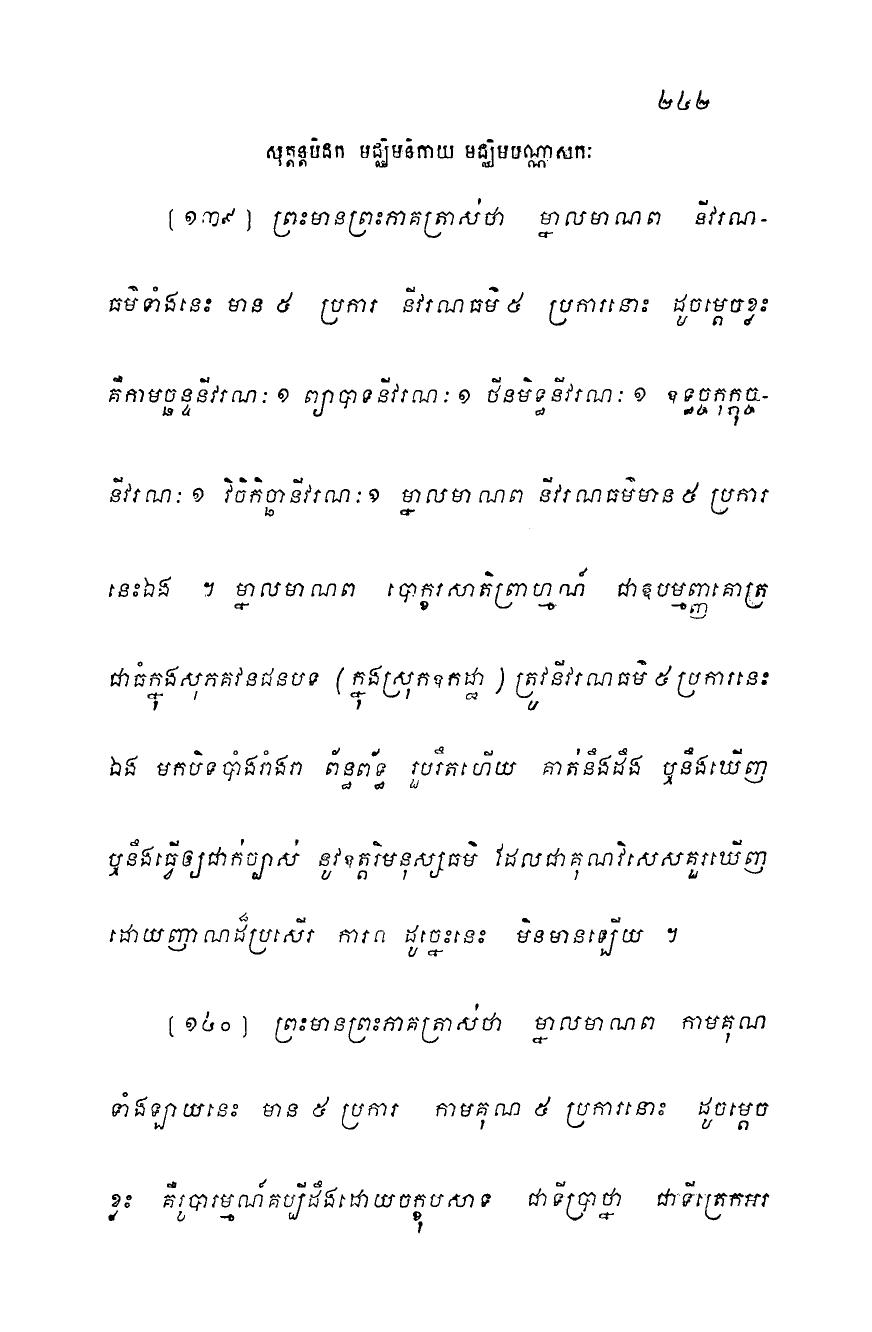 ២៤២
សុត្តន្តបិដក មជ្ឈិមនិកាយ មជ្ឈិមបណ្ណាសកៈ
[ ១៣៩ ] ព្រះមានព្រះភាគត្រាស់ថា ម្នាលមាណព នីវរណ-
ធម៌ទាំងនេះ មាន ៥ ប្រការ នីវរណធម៌ ៥ ប្រការនោះ ដូចម្តេចខ្លះ
គឺកាមច្ឆន្ទនីវរណៈ ១ ព្យាបាទនីវរណៈ ១ ថីនមិទ្ធនីវរណៈ ១ ឧទ្ធច្ចកុក្កុច្ច-
នីវរណៈ ១ វិចិកិច្ឆានីវរណៈ ១ ម្នាលមាណព នីវរណធម៌មាន ៥ ប្រការ
នេះឯង ។ ម្នាលមាណព បោក្ខរសាតិព្រាហ្មណ៍ ជាឧបមញ្ញគោត្រ
ជាធំក្នុងសុភគវនជនបទ (ក្នុងស្រុកឧកដ្ឋា ) ត្រូវនីវរណធម៌ ៥ ប្រការនេះ
ឯង មកបិទបាំងរាំងរា ព័ន្ធព័ទ្ធ រួបរឹតហើយ គាត់នឹងដឹង ឬនឹងឃើញ
ឬនឹងធ្វើឲ្យជាក់ច្បាស់ នូវឧត្តរិមនុស្សធម៌ ដែលជាគុណវិសេសគួរឃើញ
ដោយញាណដ៏ប្រសើរ ការណ៍ ដូច្នេះនេះ មិនមានឡើយ ។
[ ១៤០ ] ព្រះមានព្រះភាគត្រាស់ថា ម្នាលមាណព កាមគុណ
ទាំងឡាយនេះ មាន ៥ ប្រការ កាមគុណ ៥ ប្រការនោះ ដូចម្តេច
ខ្លះ គឺរូបារម្មណ៍គប្បីដឹងដោយចក្ខុបសាទ ជាទីប្រាថ្នា ជាទីត្រេកអរ